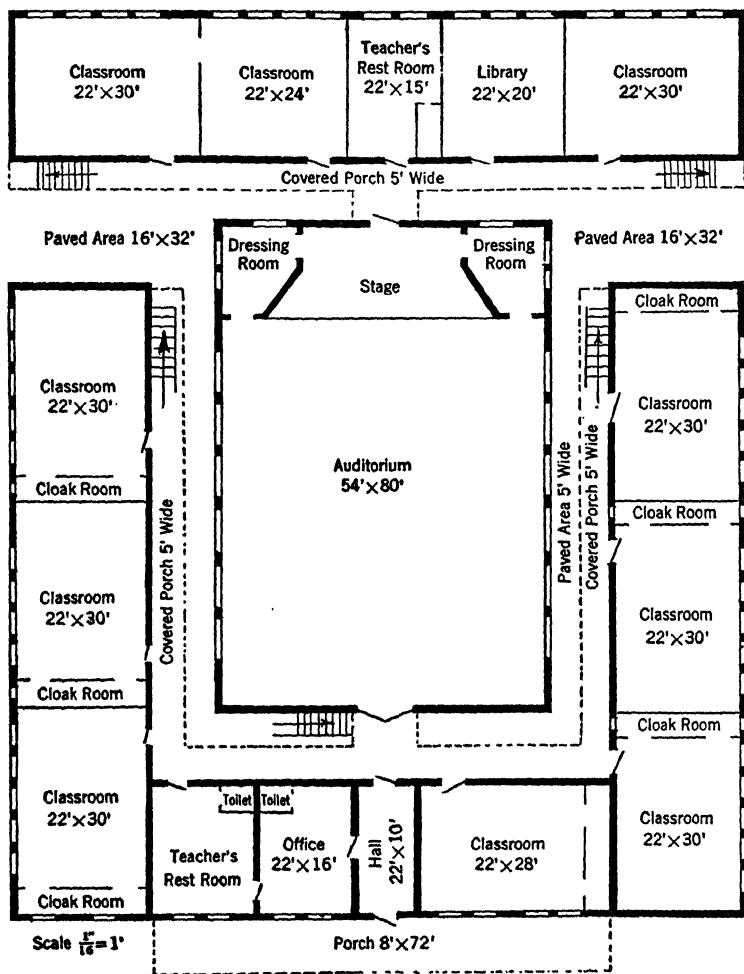 Classroom
22'×30'
Classroom
22'×24'
Teacher's
Rest Room
22'×15'
Library
22'×20'
Classroom
22'×30'
Covered Porch 5' Wide
Paved Area 16'×32'
Paved Area 16'×32'
Dressing
Room
Stage
Dressing
Room
Classroom
22'×30'
Cloak Room
Classroom
22'×30'
Cloak Room
Classroom
22'×30'
Cloak Room
Covered Porch 5' Wide
Auditorium
54'×80'
Paved Area 5' Wide
Covered Porch 5' Wide
Cloak Room
Classroom
22'×30'
Cloak Room
Classroom
22'×30'
Cloak Room
Classroom
22'×30'
Toilet
Toilet
Teacher's
Rest Room
Office
22'×16'
Hall
22'×10'
Classroom
22'×28'
Scale 1"/16=1'
Porch 8'×72'